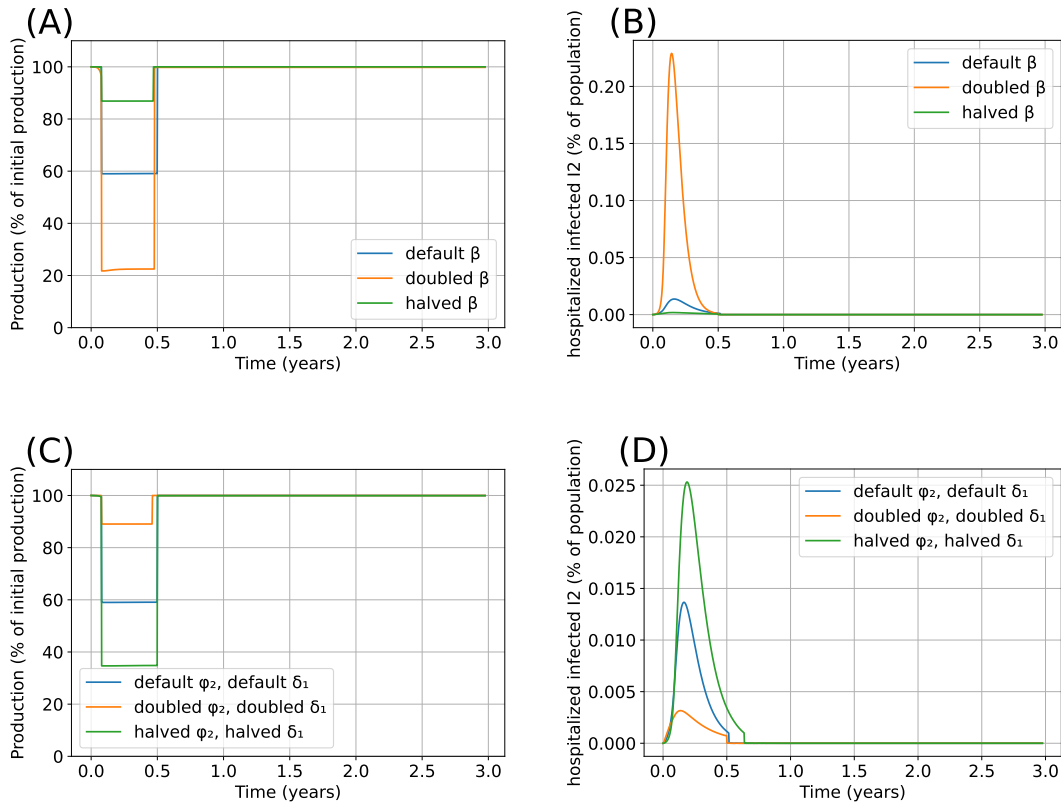 (A)
Production (% of initial production)
100
80
60
40
20
0
0.0 0.5 1.0 1.5 2.0 2.5 3.0
Time (years)
default β
doubled β
halved β
(B)
hospitalized infected I2 (% of population)
0.20
0.15
0.10
0.05
0.00
0.0 0.5 1.0 1.5 2.0 2.5 3.0
Time (years)
default β
doubled β
halved β
(C)
Production (% of initial production)
100
80
60
40
20
0
0.0 0.5 1.0 1.5 2.0 2.5 3.0
Time (years)
default φ₂, default δ₁
doubled φ₂, doubled δ₁
halved φ₂, halved δ₁
(D)
hospitalized infected I2 (% of population)
0.025
0.020
0.015
0.010
0.005
0.000
0.0 0.5 1.0 1.5 2.0 2.5 3.0
Time (years)
default φ₂, default δ₁
doubled φ₂, doubled δ₁
halved φ₂, halved δ₁